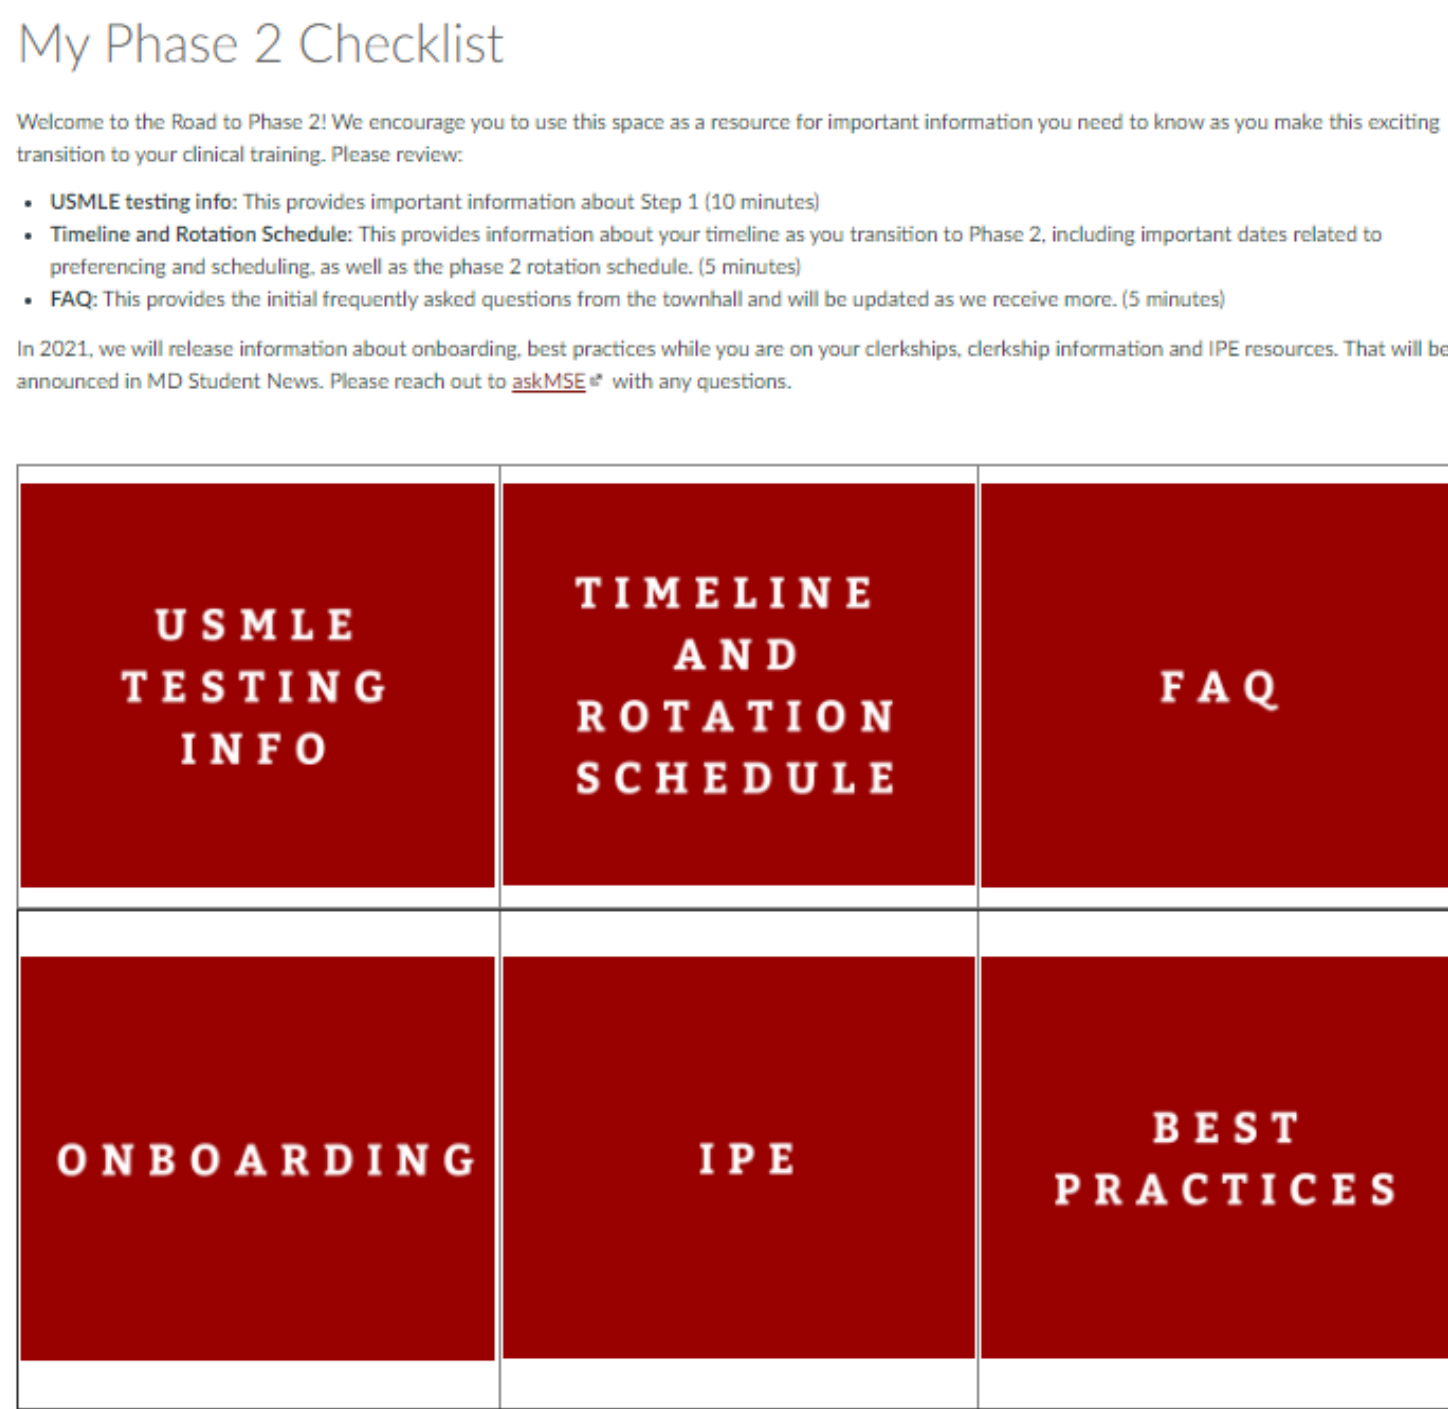 My Phase 2 Checklist
Welcome to the Road to Phase 2! We encourage you to use this space as a resource for important information you need to know as you make this exciting
transition to your clinical training. Please review:
• USMLE testing info: This provides important information about Step 1 (10 minutes)
• Timeline and Rotation Schedule: This provides information about your timeline as you transition to Phase 2, including important dates related to
preferencing and scheduling, as well as the phase 2 rotation schedule. (5 minutes)
• FAQ: This provides the initial frequently asked questions from the townhall and will be updated as we receive more. (5 minutes)
In 2021, we will release information about onboarding, best practices while you are on your clerkships, clerkship information and IPE resources. That will be
announced in MD Student News. Please reach out to askMSE with any questions.
USMLE
TESTING
INFO
TIMELINE
AND
ROTATION
SCHEDULE
FAQ
ONBOARDING
IPE
BEST
PRACTICES